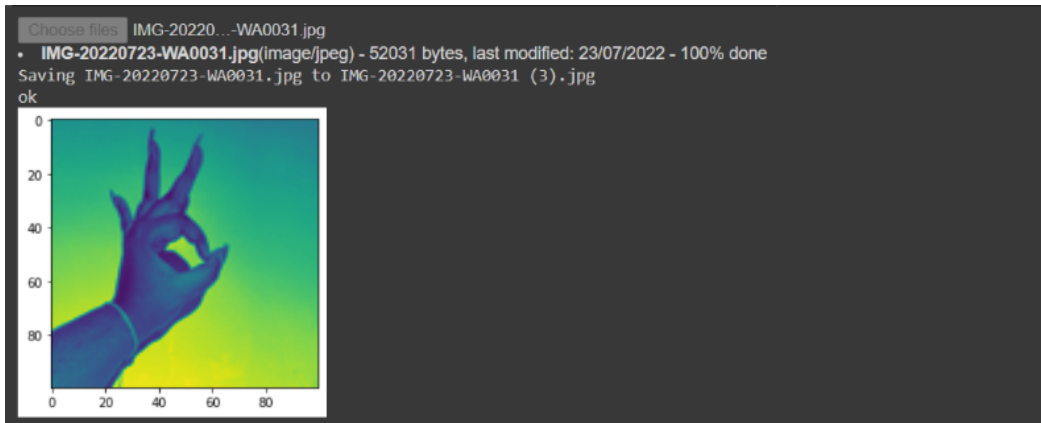 Choose files IMG-20220...-WA0031.jpg
• IMG-20220723-WA0031.jpg(image/jpeg) - 52031 bytes, last modified: 23/07/2022 - 100% done
Saving IMG-20220723-WA0031.jpg to IMG-20220723-WA0031 (3).jpg
ok
0
20
40
60
80
0 20 40 60 80